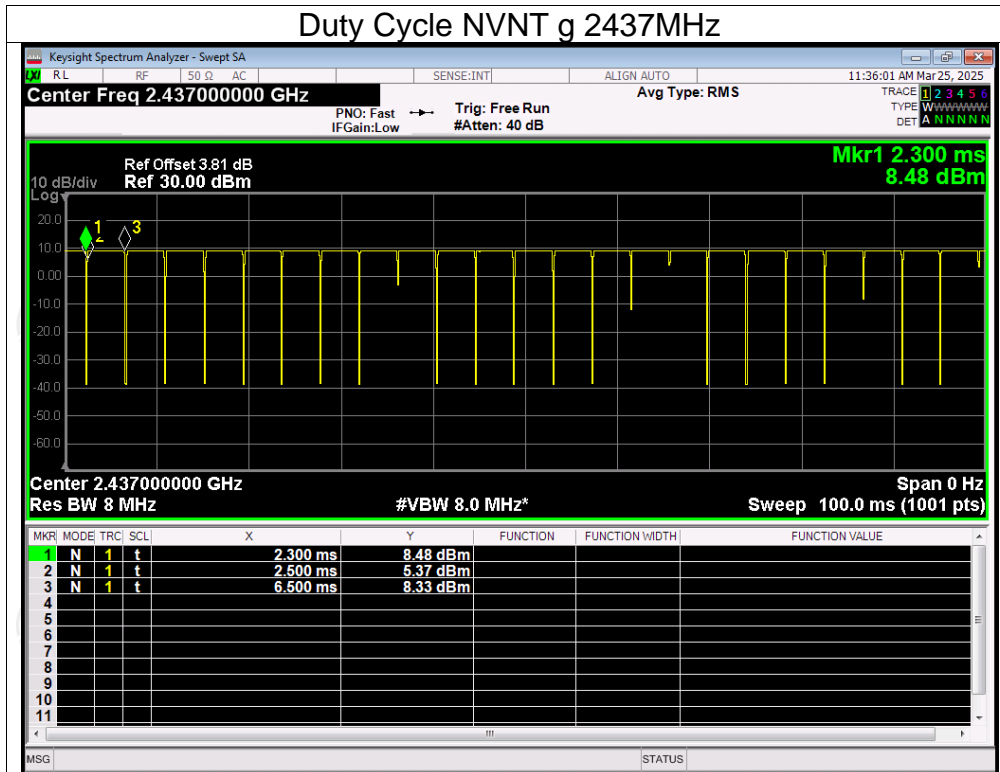 Duty Cycle NVNT g 2437MHz
Keysight Spectrum Analyzer - Swept SA
LXI RL RF 50 Ω AC SENSE:INT ALIGN AUTO 11:36:01 AM Mar 25, 2025
Center Freq 2.437000000 GHz Avg Type: RMS TRACE 1 2 3 4 5 6
PNO: Fast Trig: Free Run TYPE WWWWWW
IFGain:Low #Atten: 40 dB DET A N N N N N
Mkr1 2.300 ms
Ref Offset 3.81 dB
10 dB/div Ref 30.00 dBm 8.48 dBm
Log
20.0
1 2 3
10.0
0.00
-10.0
-20.0
-30.0
-40.0
-50.0
-60.0
Center 2.437000000 GHz Span 0 Hz
Res BW 8 MHz #VBW 8.0 MHz* Sweep 100.0 ms (1001 pts)
MKR MODE TRC SCL X Y FUNCTION FUNCTION WIDTH FUNCTION VALUE
1 N 1 t 2.300 ms 8.48 dBm
2 N 1 t 2.500 ms 5.37 dBm
3 N 1 t 6.500 ms 8.33 dBm
4
5
6
7
8
9
10
11
MSG STATUS